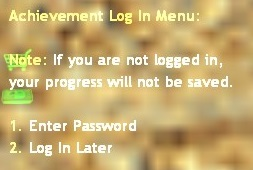 Achievement Log In Menu:
Note: If you are not logged in,
your progress will not be saved.
1. Enter Password
2. Log In Later